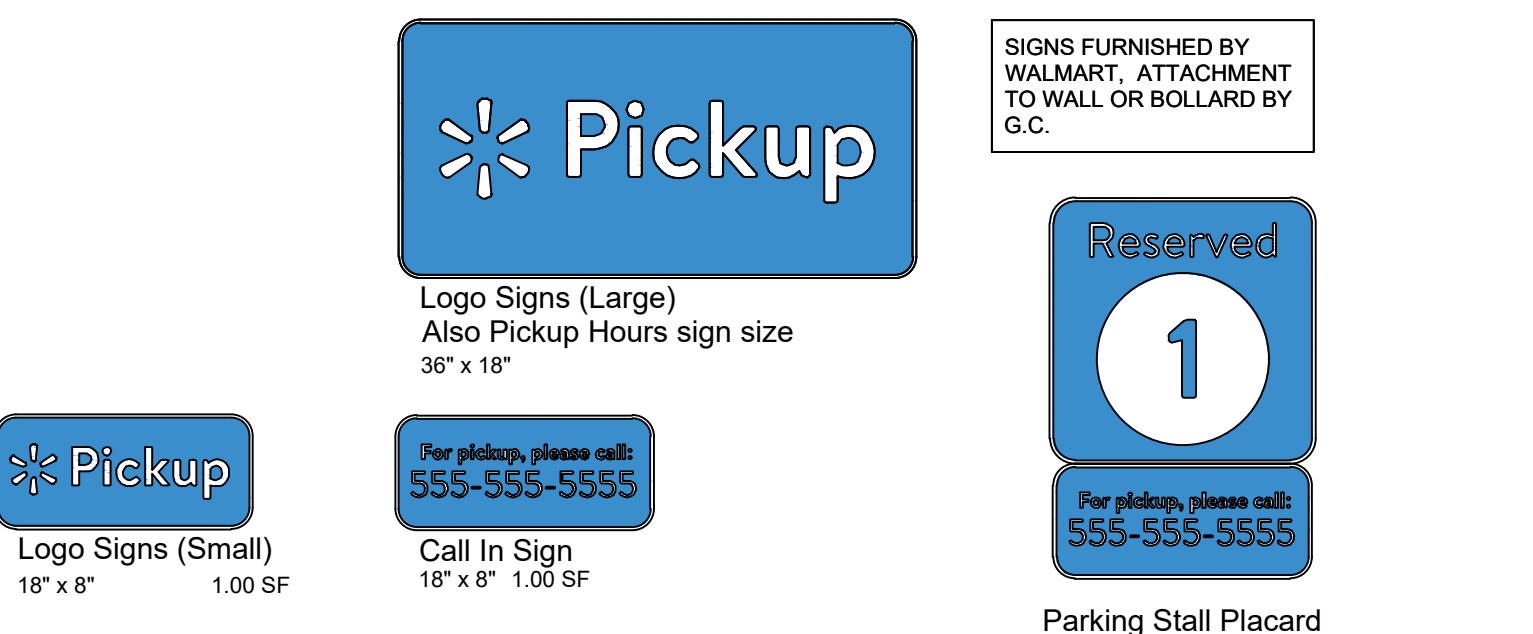 Pickup
Logo Signs (Large)
Also Pickup Hours sign size
36" x 18"
SIGNS FURNISHED BY
WALMART, ATTACHMENT
TO WALL OR BOLLARD BY
G.C.
Pickup
Logo Signs (Small)
18" x 8" 1.00 SF
For pickup, please call:
555-555-5555
Call In Sign
18" x 8" 1.00 SF
Reserved
1
For pickup, please call:
555-555-5555
Parking Stall Placard